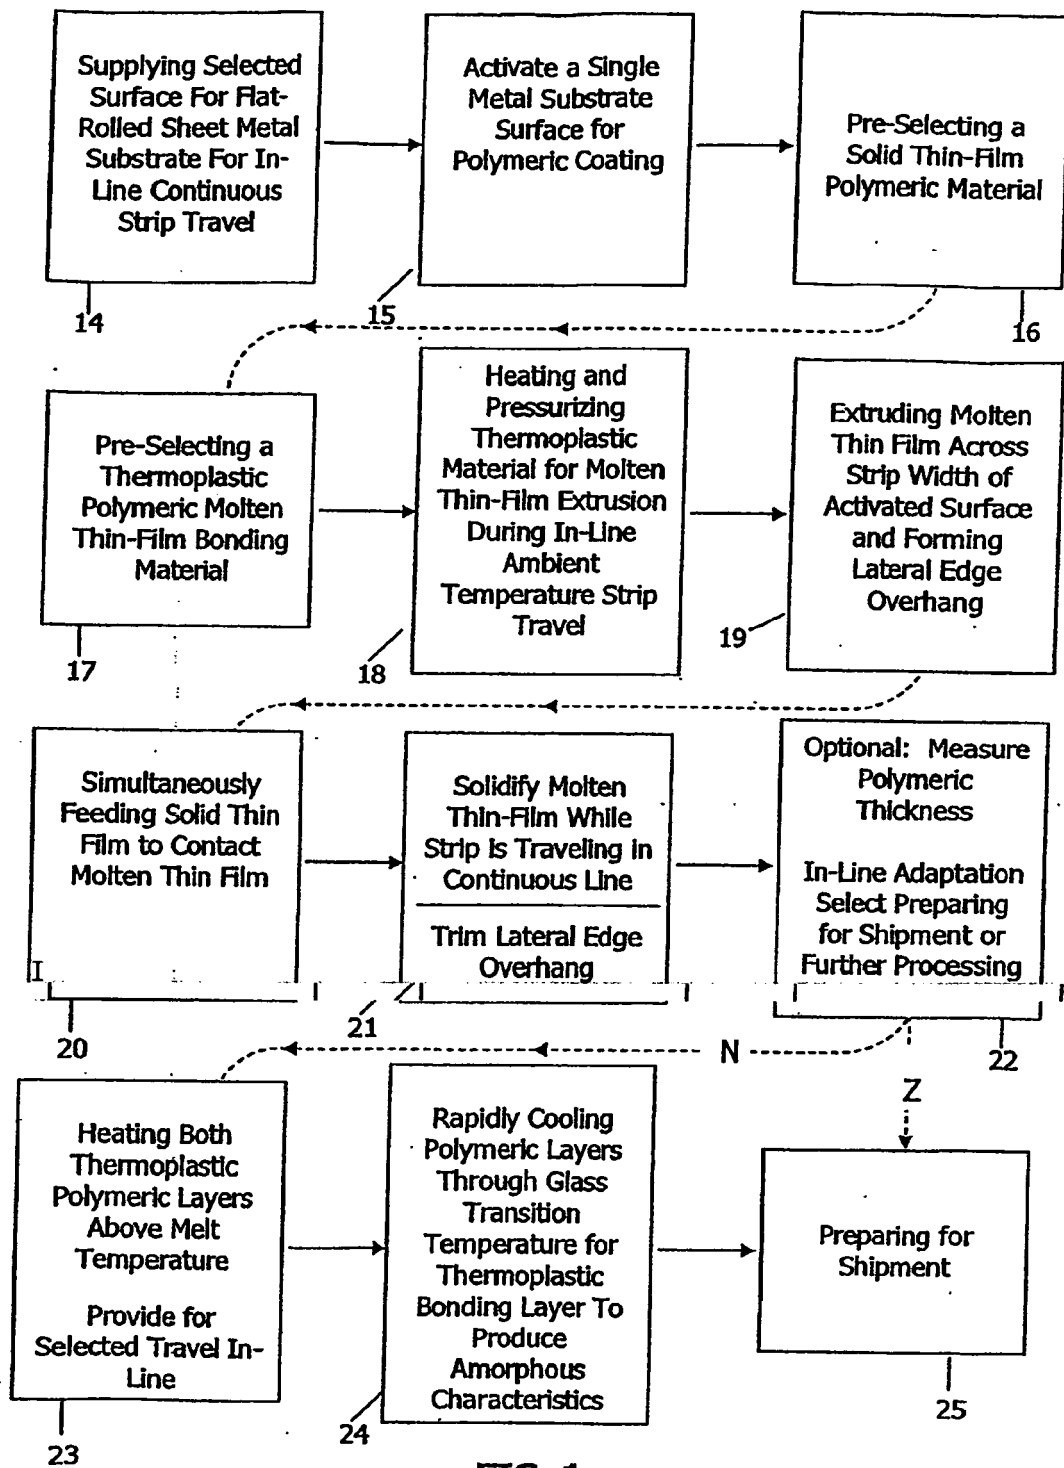 Supplying Selected
Surface For Flat-
Rolled Sheet Metal
Substrate For In-
Line Continuous
Strip Travel
14
Activate a Single
Metal Substrate
Surface for
Polymeric Coating
15
Pre-Selecting a
Solid Thin-Film
Polymeric Material
16
Pre-Selecting a
Thermoplastic
Polymeric Molten
Thin-Film Bonding
Material
17
Heating and
Pressurizing
Thermoplastic
Material for Molten
Thin-Film Extrusion
During In-Line
Ambient
Temperature Strip
Travel
18
Extruding Molten
Thin Film Across
Strip Width of
Activated Surface
and Forming
Lateral Edge
Overhang
19
Simultaneously
Feeding Solid Thin
Film to Contact
Molten Thin Film
20
Solidify Molten
Thin-Film While
Strip is Traveling in
Continuous Line
Trim Lateral Edge
Overhang
21
Optional: Measure
Polymeric
Thickness
In-Line Adaptation
Select Preparing
for Shipment or
Further Processing
22
N
Z
Heating Both
Thermoplastic
Polymeric Layers
Above Melt
Temperature
Provide for
Selected Travel In-
Line
23
Rapidly Cooling
Polymeric Layers
Through Glass
Transition
Temperature for
Thermoplastic
Bonding Layer To
Produce
Amorphous
Characteristics
24
Preparing for
Shipment
25